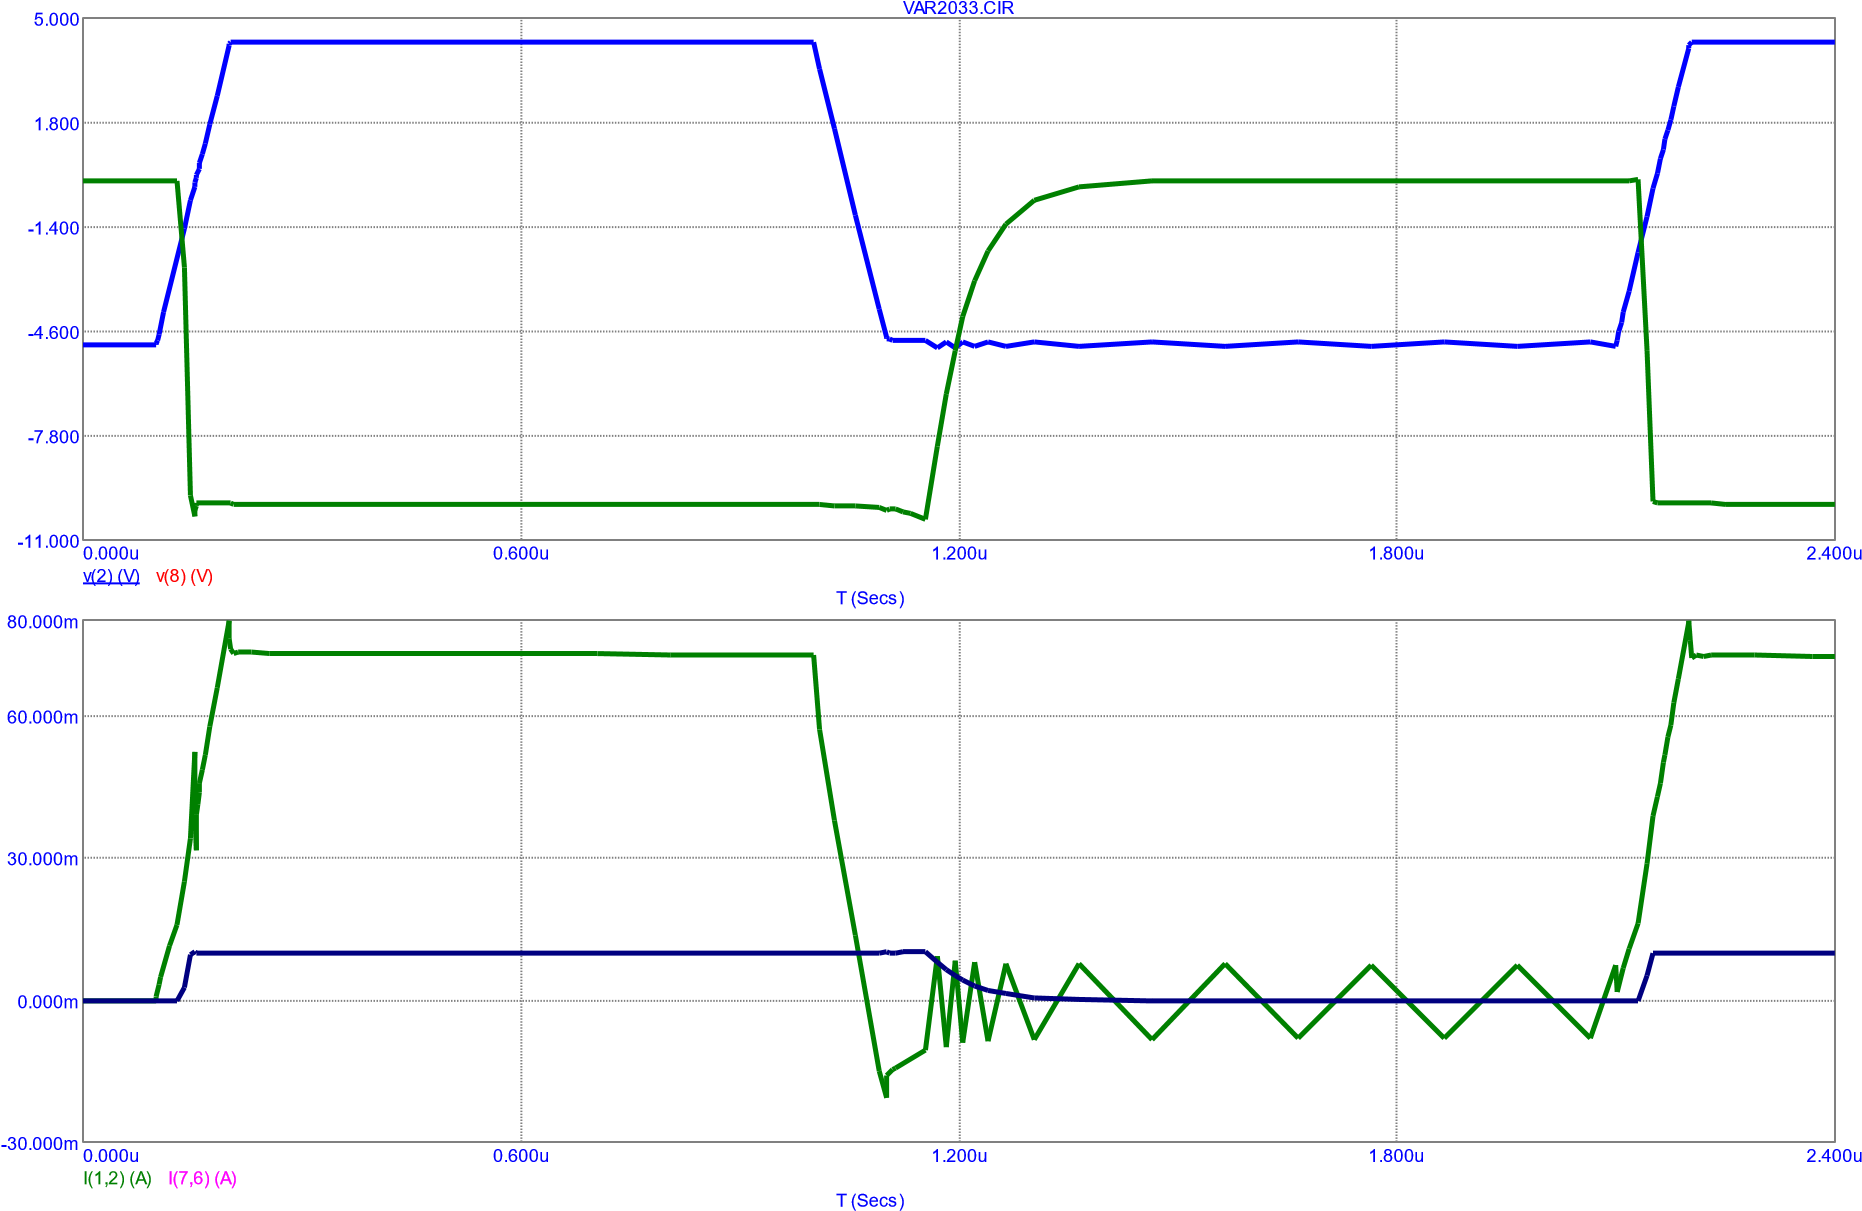 VAR2033.CIR
5.000
1.800
-1.400
-4.600
-7.800
-11.000
0.000u 0.600u 1.200u 1.800u 2.400u
v(2) (V) v(8) (V)
T (Secs)
80.000m
60.000m
30.000m
0.000m
-30.000m
0.000u 0.600u 1.200u 1.800u 2.400u
I(1,2) (A) I(7,6) (A)
T (Secs)